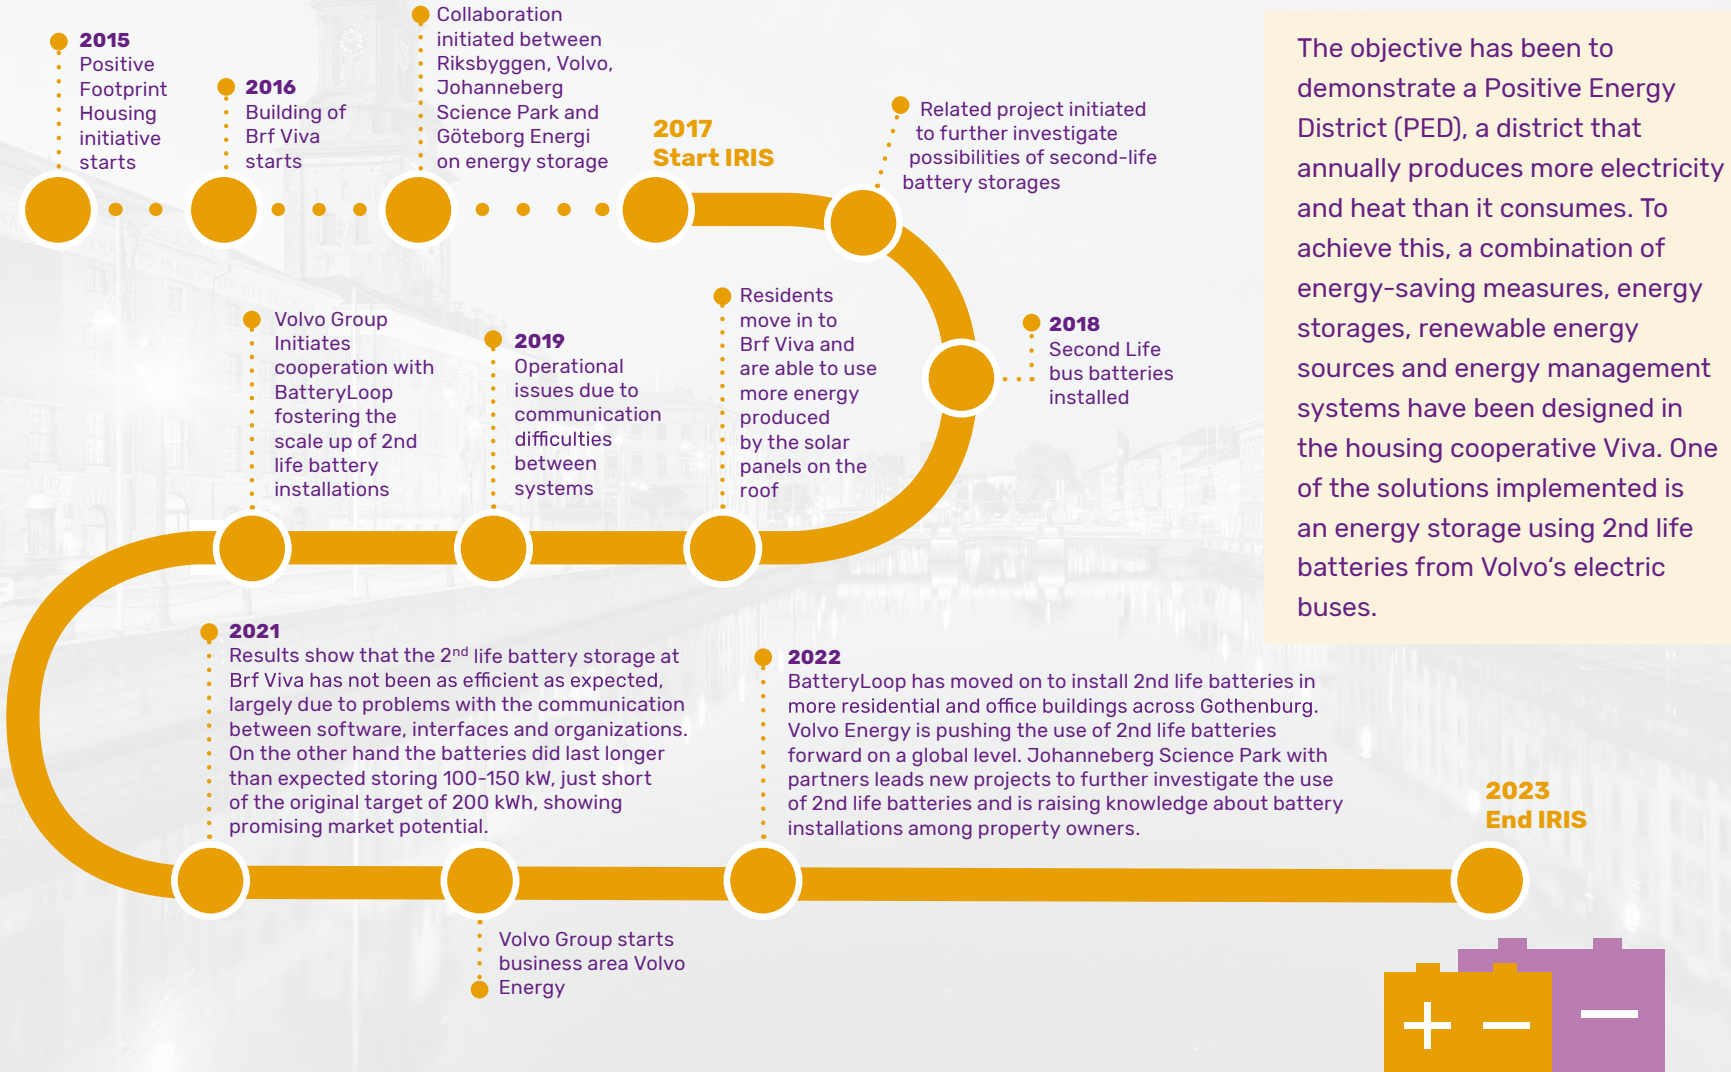 2015
Positive
Footprint
Housing
initiative
starts
2016
Building of
Brf Viva
starts
Collaboration
initiated between
Riksbyggen, Volvo,
Johanneberg
Science Park and
Göteborg Energi
on energy storage
2017
Start IRIS
Related project initiated
to further investigate
possibilities of second-life
battery storages
2018
Second Life
bus batteries
installed
Residents
move in to
Brf Viva and
are able to use
more energy
produced
by the solar
panels on the
roof
2019
Operational
issues due to
communication
difficulties
between
systems
Volvo Group
Initiates
cooperation with
BatteryLoop
fostering the
scale up of 2nd
life battery
installations
2021
Results show that the 2nd life battery storage at
Brf Viva has not been as efficient as expected,
largely due to problems with the communication
between software, interfaces and organizations.
On the other hand the batteries did last longer
than expected storing 100-150 kW, just short
of the original target of 200 kWh, showing
promising market potential.
Volvo Group starts
business area Volvo
Energy
2022
BatteryLoop has moved on to install 2nd life batteries in
more residential and office buildings across Gothenburg.
Volvo Energy is pushing the use of 2nd life batteries
forward on a global level. Johanneberg Science Park with
partners leads new projects to further investigate the use
of 2nd life batteries and is raising knowledge about battery
installations among property owners.
2023
End IRIS
The objective has been to
demonstrate a Positive Energy
District (PED), a district that
annually produces more electricity
and heat than it consumes. To
achieve this, a combination of
energy-saving measures, energy
storages, renewable energy
sources and energy management
systems have been designed in
the housing cooperative Viva. One
of the solutions implemented is
an energy storage using 2nd life
batteries from Volvo‘s electric
buses.